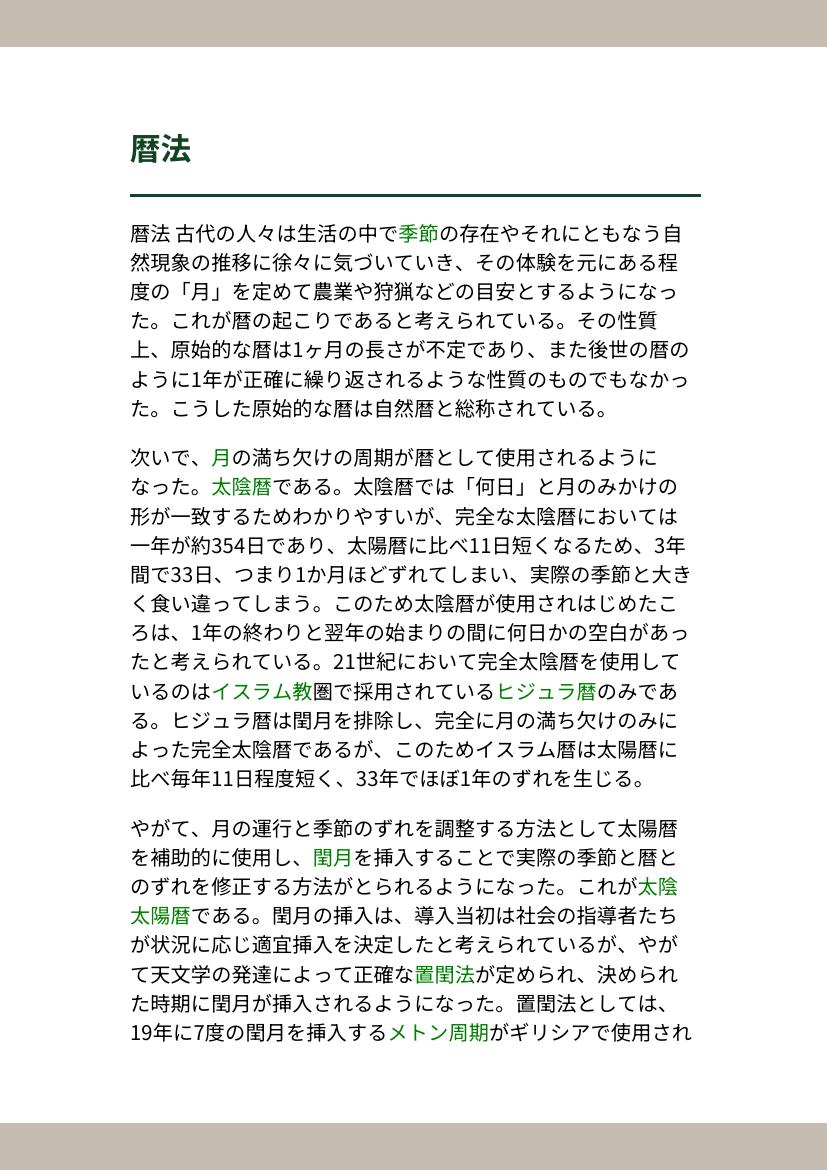 暦法
暦法 古代の人々は生活の中で季節の存在やそれにともなう自
然現象の推移に徐々に気づいていき、その体験を元にある程
度の「月」を定めて農業や狩猟などの目安とするようになっ
た。これが暦の起こりであると考えられている。その性質
上、原始的な暦は1ヶ月の長さが不定であり、また後世の暦の
ように1年が正確に繰り返されるような性質のものでもなかっ
た。こうした原始的な暦は自然暦と総称されている。
次いで、月の満ち欠けの周期が暦として使用されるように
なった。太陰暦である。太陰暦では「何日」と月のみかけの
形が一致するためわかりやすいが、完全な太陰暦においては
一年が約354日であり、太陽暦に比べ11日短くなるため、3年
間で33日、つまり1か月ほどずれてしまい、実際の季節と大き
く食い違ってしまう。このため太陰暦が使用されはじめたこ
ろは、1年の終わりと翌年の始まりの間に何日かの空白があっ
たと考えられている。21世紀において完全太陰暦を使用して
いるのはイスラム教圏で採用されているヒジュラ暦のみであ
る。ヒジュラ暦は閏月を排除し、完全に月の満ち欠けのみに
よった完全太陰暦であるが、このためイスラム暦は太陽暦に
比べ毎年11日程度短く、33年でほぼ1年のずれを生じる。
やがて、月の運行と季節のずれを調整する方法として太陽暦
を補助的に使用し、閏月を挿入することで実際の季節と暦と
のずれを修正する方法がとられるようになった。これが太陰
太陽暦である。閏月の挿入は、導入当初は社会の指導者たち
が状況に応じ適宜挿入を決定したと考えられているが、やが
て天文学の発達によって正確な置閏法が定められ、決められ
た時期に閏月が挿入されるようになった。置閏法としては、
19年に7度の閏月を挿入するメトン周期がギリシアで使用され